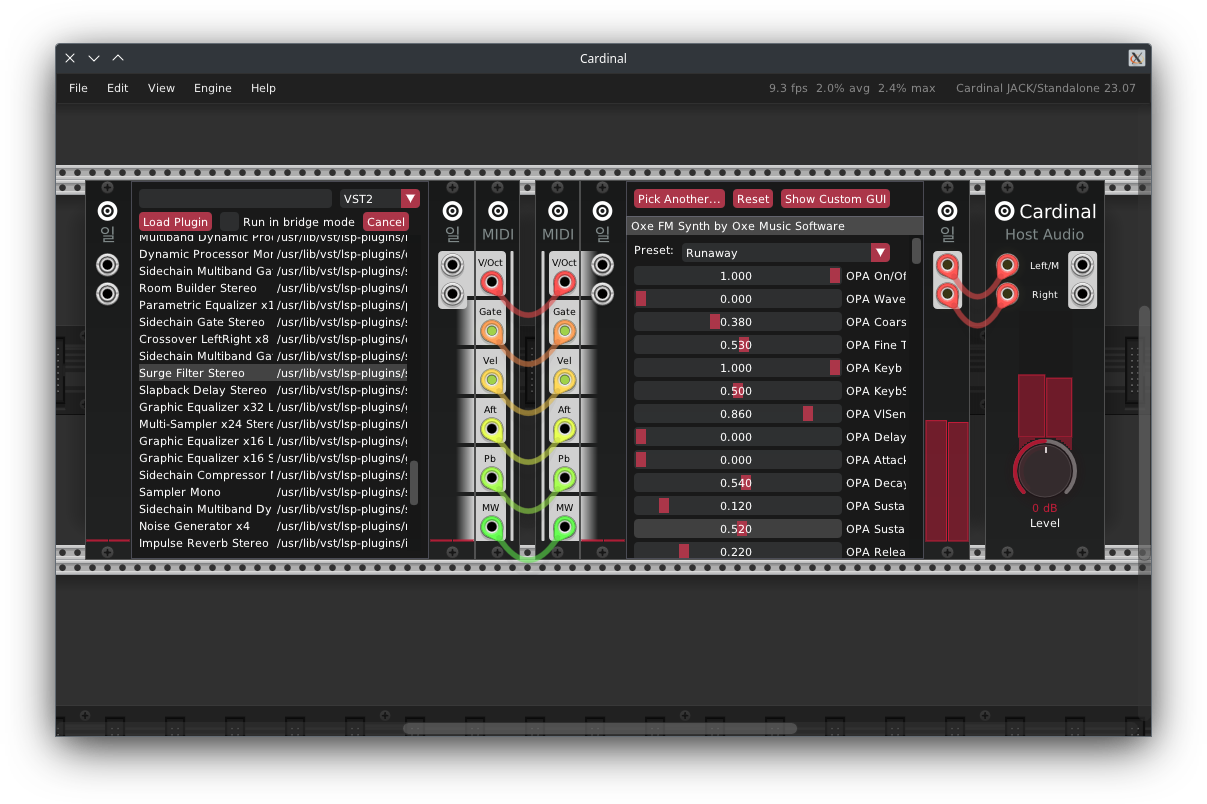 Cardinal
File Edit View Engine Help
9.3 fps 2.0% avg 2.4% max Cardinal JACK/Standalone 23.07
일
VST2
Load Plugin Run in bridge mode Cancel
Multiband Dynamic Pro /usr/lib/vst/lsp-plugins/
Dynamic Processor Mo /usr/lib/vst/lsp-plugins/
Sidechain Multiband Ga /usr/lib/vst/lsp-plugins/
Room Builder Stereo /usr/lib/vst/lsp-plugins/
Parametric Equalizer x1 /usr/lib/vst/lsp-plugins/
Sidechain Gate Stereo /usr/lib/vst/lsp-plugins/
Crossover LeftRight x8 /usr/lib/vst/lsp-plugins/
Sidechain Multiband Ga /usr/lib/vst/lsp-plugins/
Surge Filter Stereo /usr/lib/vst/lsp-plugins/
Slapback Delay Stereo /usr/lib/vst/lsp-plugins/
Graphic Equalizer x32 L /usr/lib/vst/lsp-plugins/
Multi-Sampler x24 Stere /usr/lib/vst/lsp-plugins/
Graphic Equalizer x16 L /usr/lib/vst/lsp-plugins/
Graphic Equalizer x16 S /usr/lib/vst/lsp-plugins/
Sidechain Compressor /usr/lib/vst/lsp-plugins/
Sampler Mono /usr/lib/vst/lsp-plugins/
Sidechain Multiband Dy /usr/lib/vst/lsp-plugins/
Noise Generator x4 /usr/lib/vst/lsp-plugins/
Impulse Reverb Stereo /usr/lib/vst/lsp-plugins/i
일
MIDI
V/Oct
Gate
Vel
Aft
Pb
MW
MIDI
V/Oct
Gate
Vel
Aft
Pb
MW
일
Pick Another... Reset Show Custom GUI
Oxe FM Synth by Oxe Music Software
Preset: Runaway
1.000 OPA On/Of
0.000 OPA Wave
0.380 OPA Coars
0.530 OPA Fine T
1.000 OPA Keyb
0.500 OPA KeybS
0.860 OPA VlSen
0.000 OPA Delay
0.000 OPA Attack
0.540 OPA Decay
0.120 OPA Susta
0.520 OPA Susta
0.220 OPA Relea
일
Cardinal
Host Audio
Left/M
Right
0 dB
Level